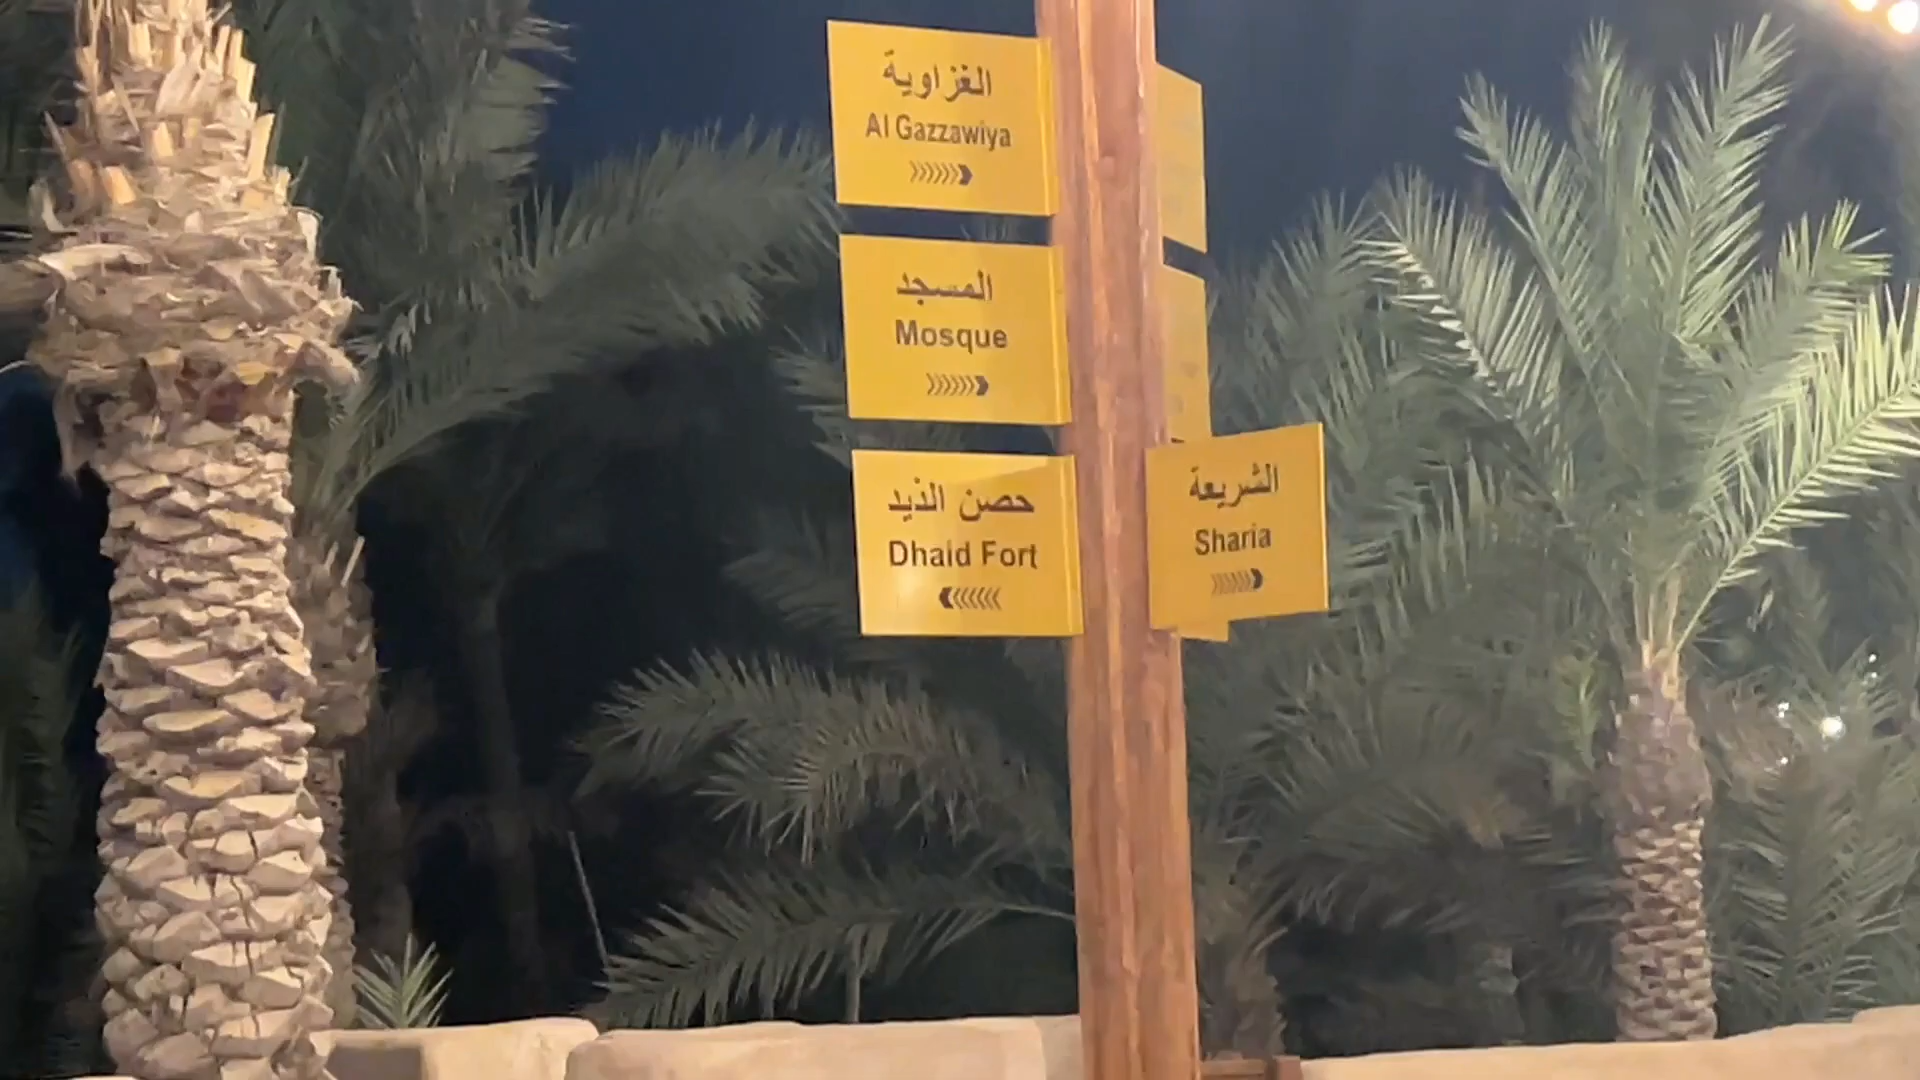 الغزاوية
Al Gazzawiya
المسجد
Mosque
حصن الذيد
Dhaid Fort
الشريعة
Sharia